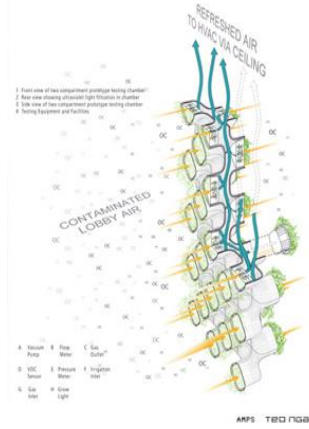 REFRESHED AIR
TO HVAC VIA CEILING
1 Front view of two compartment prototype testing chamber
2 Rear view showing ultraviolet light filtration in chamber
3 Side view of two compartment prototype testing chamber
4 Testing Equipment and Facilities
CONTAMINATED
LOBBY AIR
A Vacuum Pump B Flow Meter C Gas Outlet
D VOC Sensor E Pressure Meter F Irrigation Inlet
G Gas Inlet H Grow Light
AMPS